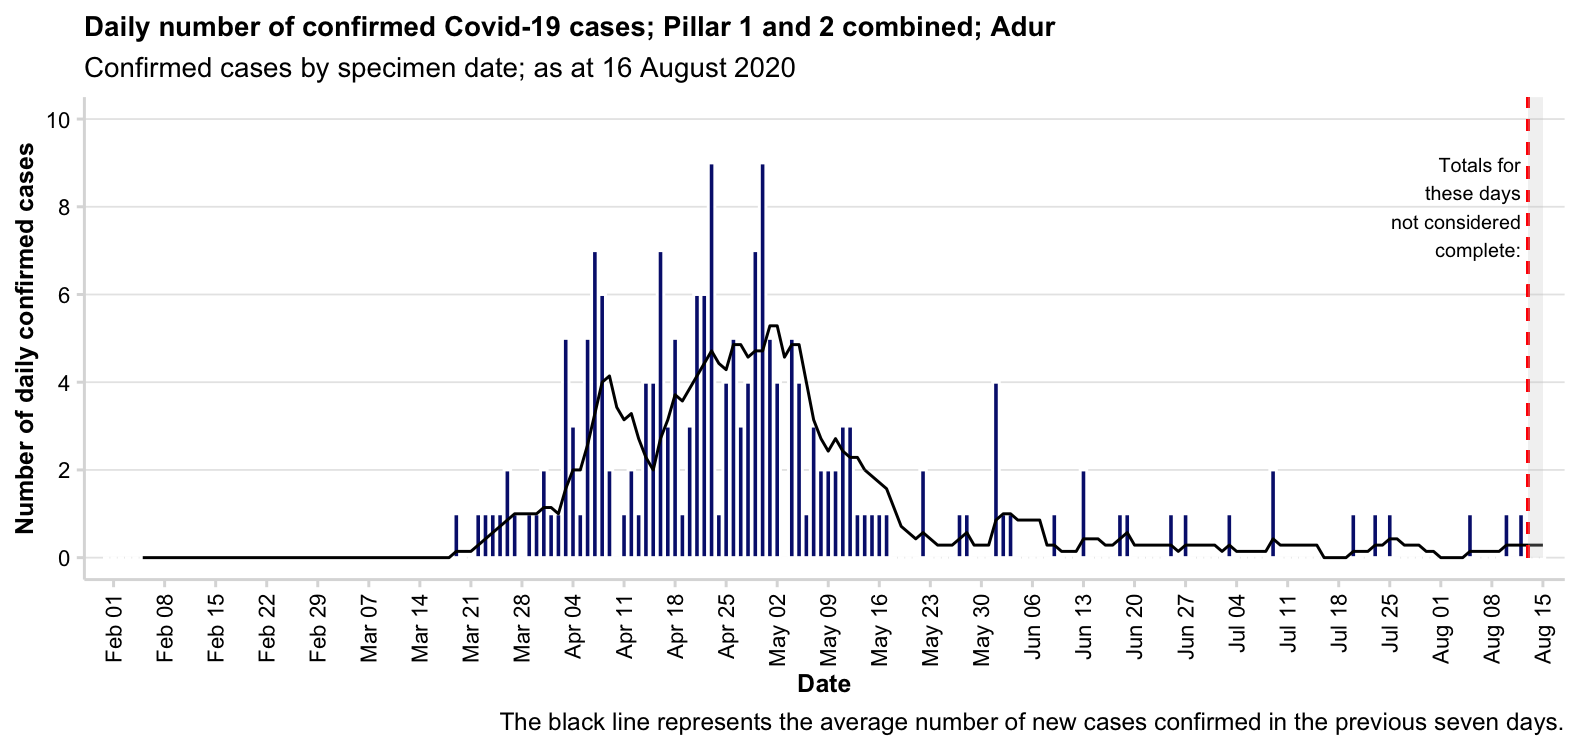 Daily number of confirmed Covid-19 cases; Pillar 1 and 2 combined; Adur
Confirmed cases by specimen date; as at 16 August 2020
Number of daily confirmed cases
10
8
6
4
2
0
Totals for
these days
not considered
complete:
Feb 01
Feb 08
Feb 15
Feb 22
Feb 29
Mar 07
Mar 14
Mar 21
Mar 28
Apr 04
Apr 11
Apr 18
Apr 25
May 02
May 09
May 16
May 23
May 30
Jun 06
Jun 13
Jun 20
Jun 27
Jul 04
Jul 11
Jul 18
Jul 25
Aug 01
Aug 08
Aug 15
Date
The black line represents the average number of new cases confirmed in the previous seven days.